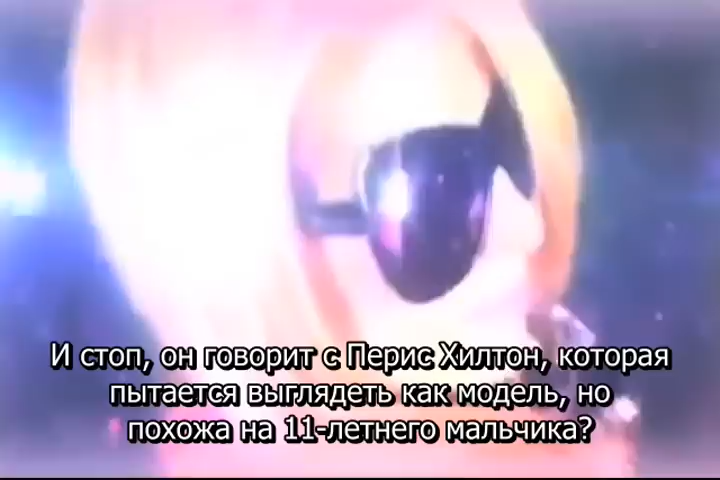 И стоп, он говорит с Перис Хилтон, которая
пытается выглядеть как модель, но
похожа на 11-летнего мальчика?